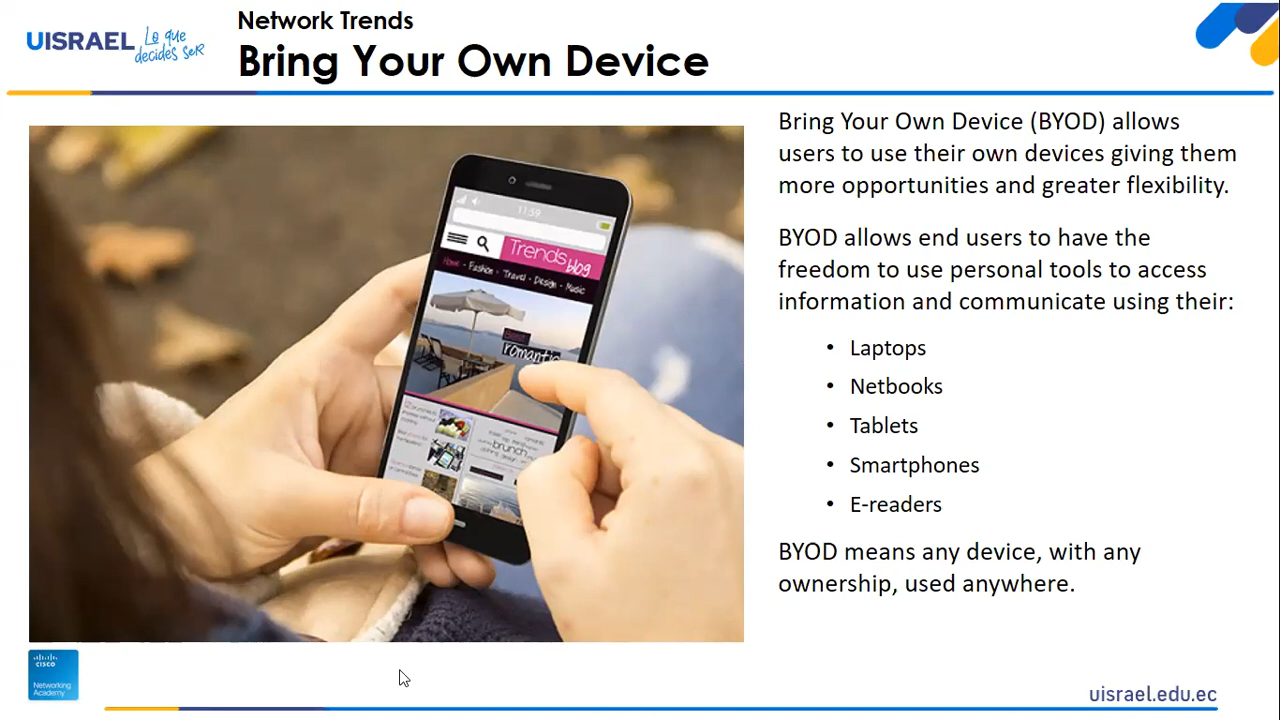 Network Trends
UISRAEL
Lo que
decides seR
Bring Your Own Device
Bring Your Own Device (BYOD) allows
users to use their own devices giving them
more opportunities and greater flexibility.
BYOD allows end users to have the
freedom to use personal tools to access
information and communicate using their:
• Laptops
• Netbooks
• Tablets
• Smartphones
• E-readers
BYOD means any device, with any
ownership, used anywhere.
11:59
Trends
blog
Home - Fashion - Travel - Design - Music
romantic
brunch
CISCO
Networking
Academy
uisrael.edu.ec